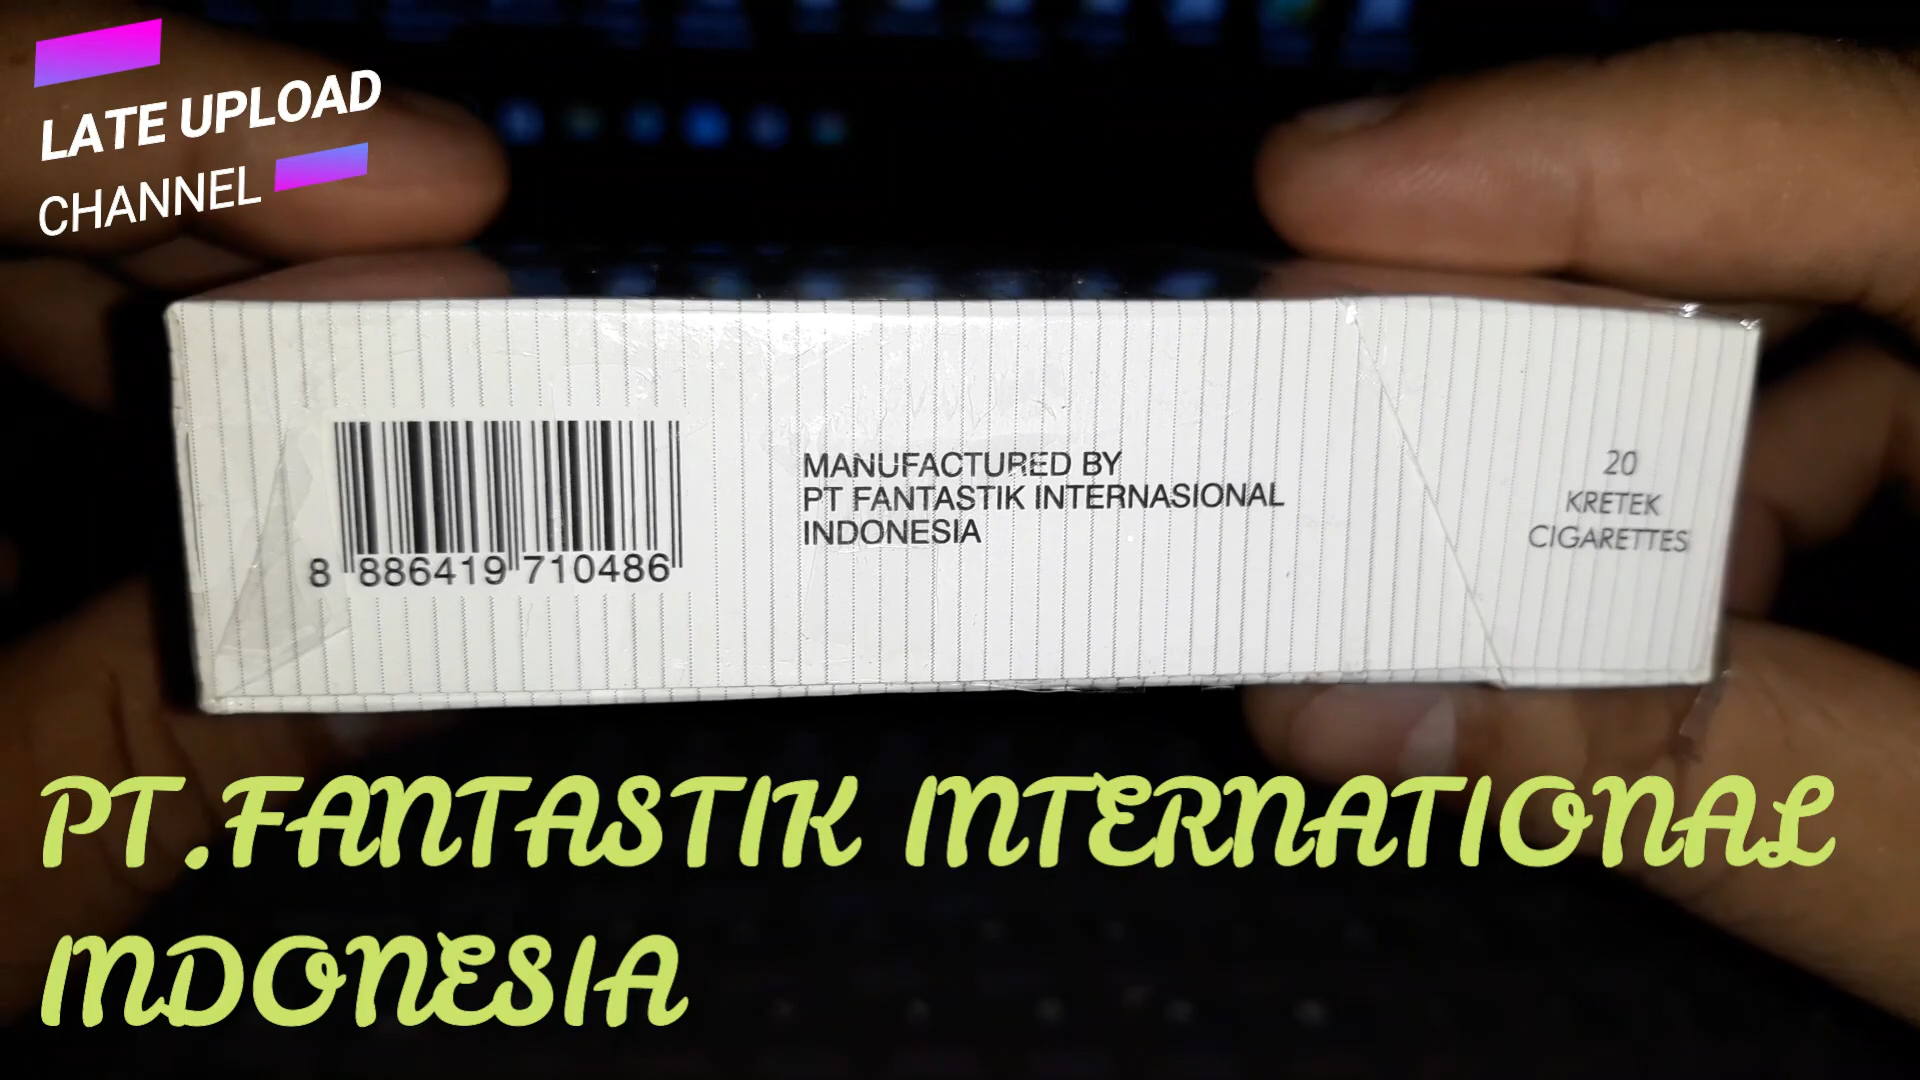 LATE UPLOAD
CHANNEL
8 886419 710486
MANUFACTURED BY
PT FANTASTIK INTERNASIONAL
INDONESIA
20
KRETEK
CIGARETTES
PT.FANTASTIK INTERNATIONAL
INDONESIA